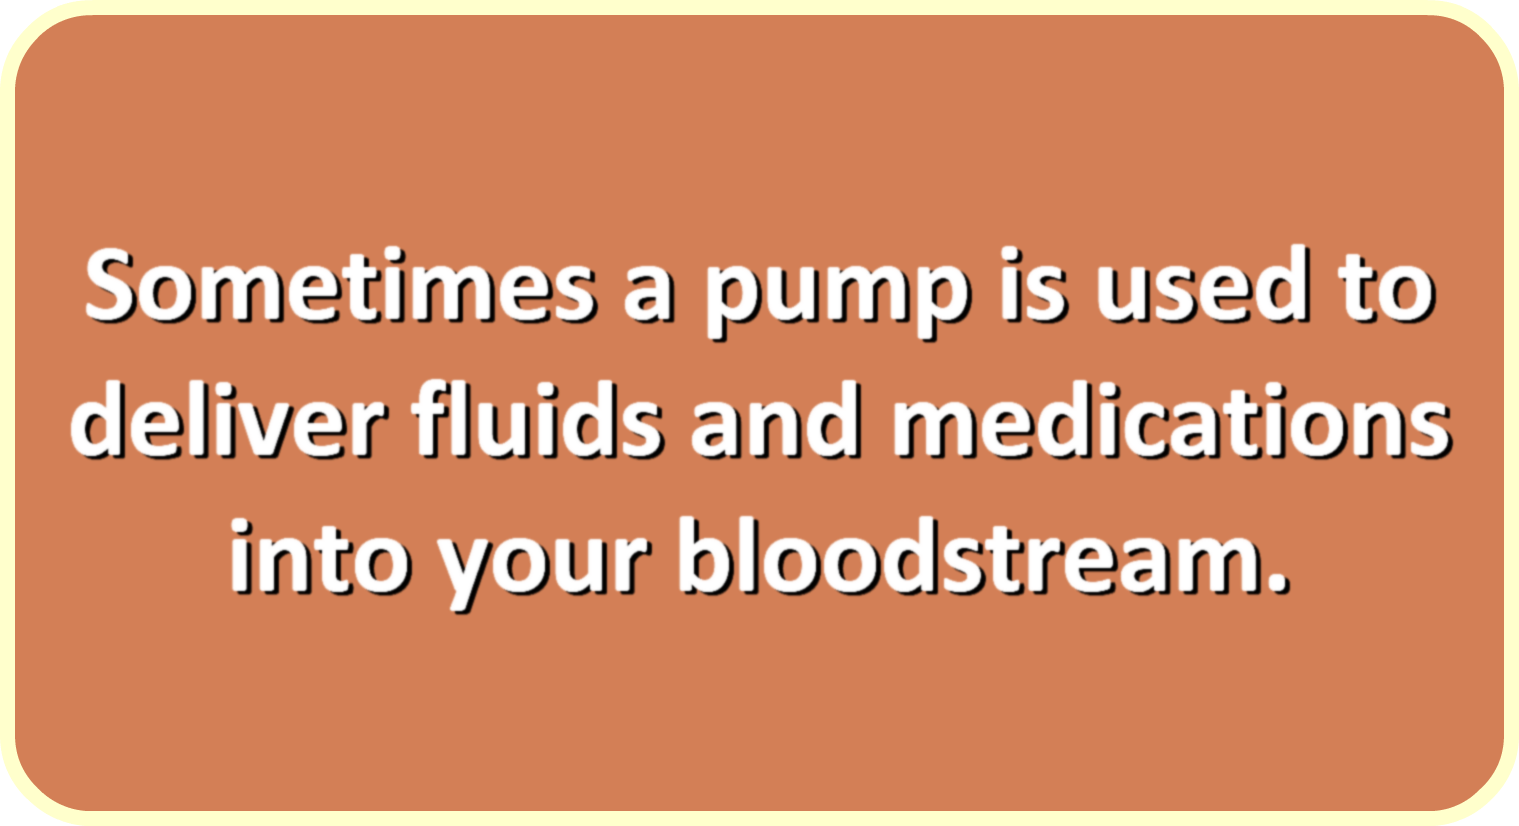 Sometimes a pump is used to
deliver fluids and medications
into your bloodstream.